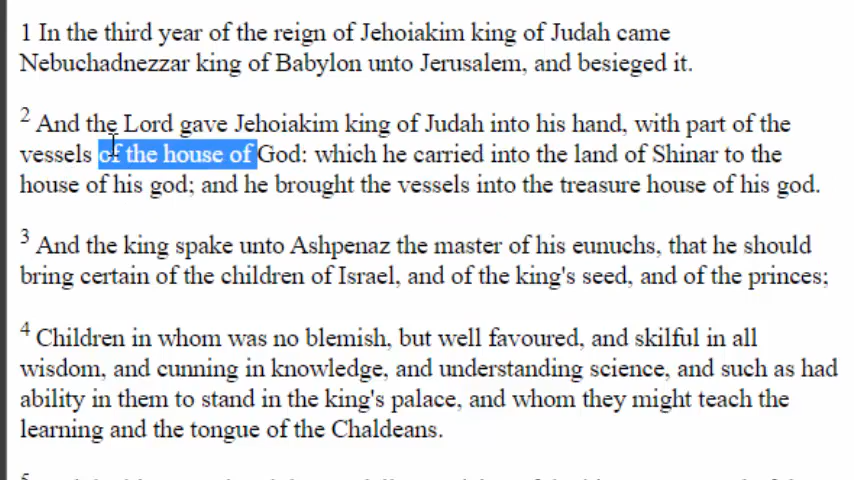 1 In the third year of the reign of Jehoiakim king of Judah came
Nebuchadnezzar king of Babylon unto Jerusalem, and besieged it.
2 And the Lord gave Jehoiakim king of Judah into his hand, with part of the
vessels of the house of God: which he carried into the land of Shinar to the
house of his god; and he brought the vessels into the treasure house of his god.
3 And the king spake unto Ashpenaz the master of his eunuchs, that he should
bring certain of the children of Israel, and of the king's seed, and of the princes;
4 Children in whom was no blemish, but well favoured, and skilful in all
wisdom, and cunning in knowledge, and understanding science, and such as had
ability in them to stand in the king's palace, and whom they might teach the
learning and the tongue of the Chaldeans.